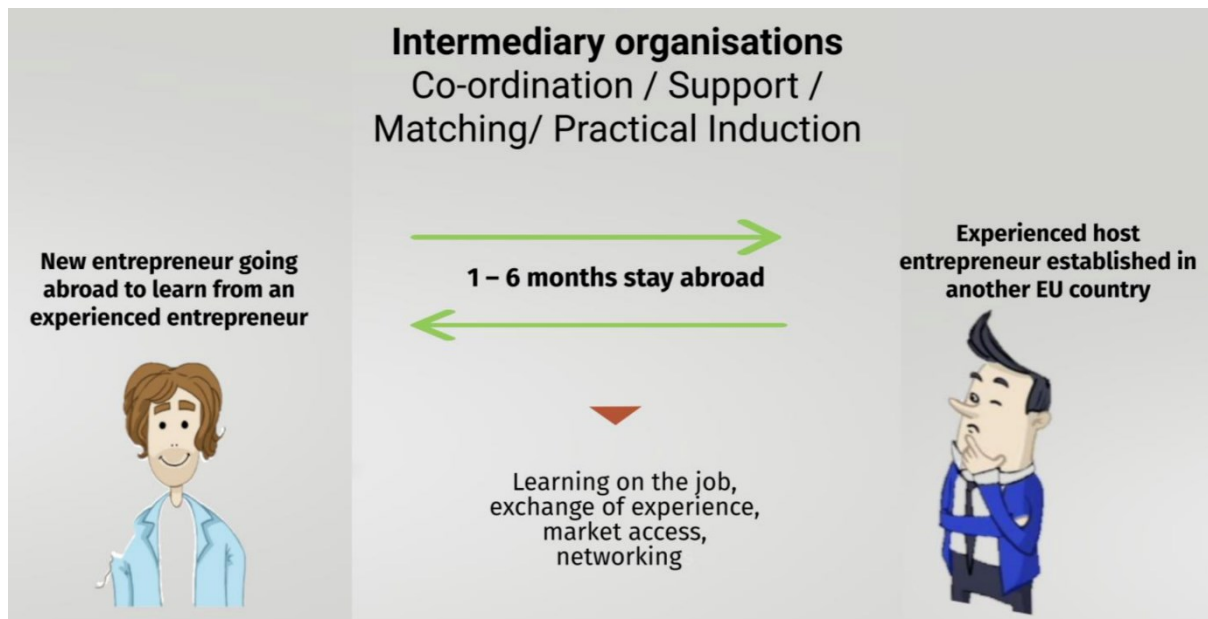 Intermediary organisations
Co-ordination / Support /
Matching/ Practical Induction
New entrepreneur going
abroad to learn from an
experienced entrepreneur
1 – 6 months stay abroad
Experienced host
entrepreneur established in
another EU country
Learning on the job,
exchange of experience,
market access,
networking